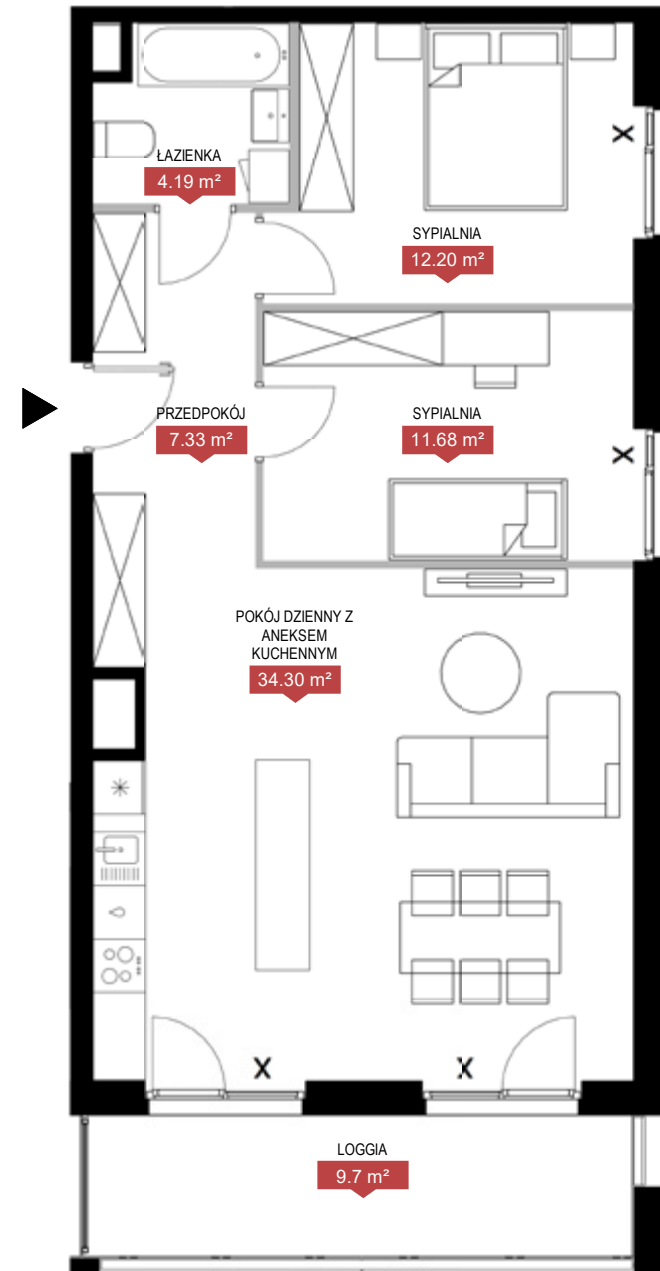 ŁAZIENKA
4.19 m²
SYPIALNIA
12.20 m²
PRZEDPOKÓJ
7.33 m²
SYPIALNIA
11.68 m²
POKÓJ DZIENNY Z
ANEKSEM
KUCHENNYM
34.30 m²
LOGGIA
9.7 m²